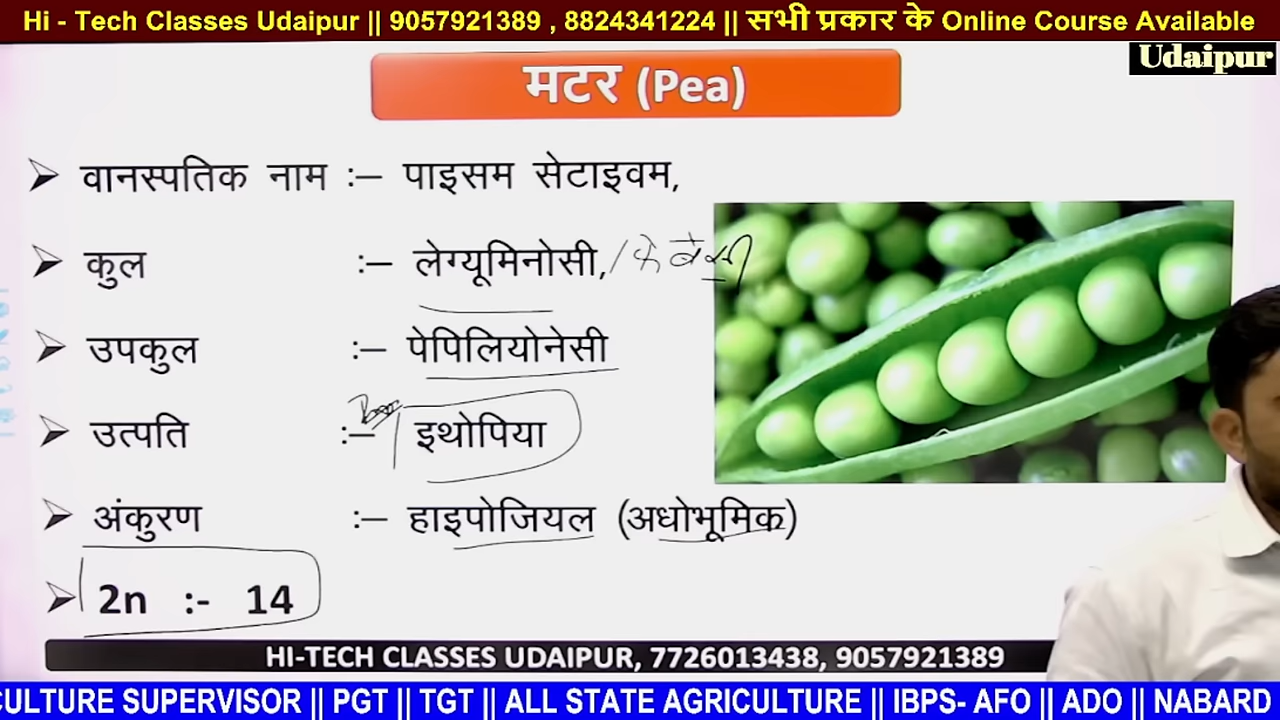 Hi - Tech Classes Udaipur || 9057921389 , 8824341224 || सभी प्रकार के Online Course Available
Udaipur
मटर (Pea)
➢ वानस्पतिक नाम :– पाइसम सेटाइवम,
➢ कुल :– लेग्यूमिनोसी,
➢ उपकुल :– पेपिलियोनेसी
➢ उत्पति :– इथोपिया
➢ अंकुरण :– हाइपोजियल (अधोभूमिक)
➢ 2n :- 14
HI-TECH CLASSES UDAIPUR, 7726013438, 9057921389
CULTURE SUPERVISOR || PGT || TGT || ALL STATE AGRICULTURE || IBPS- AFO || ADO || NABARD